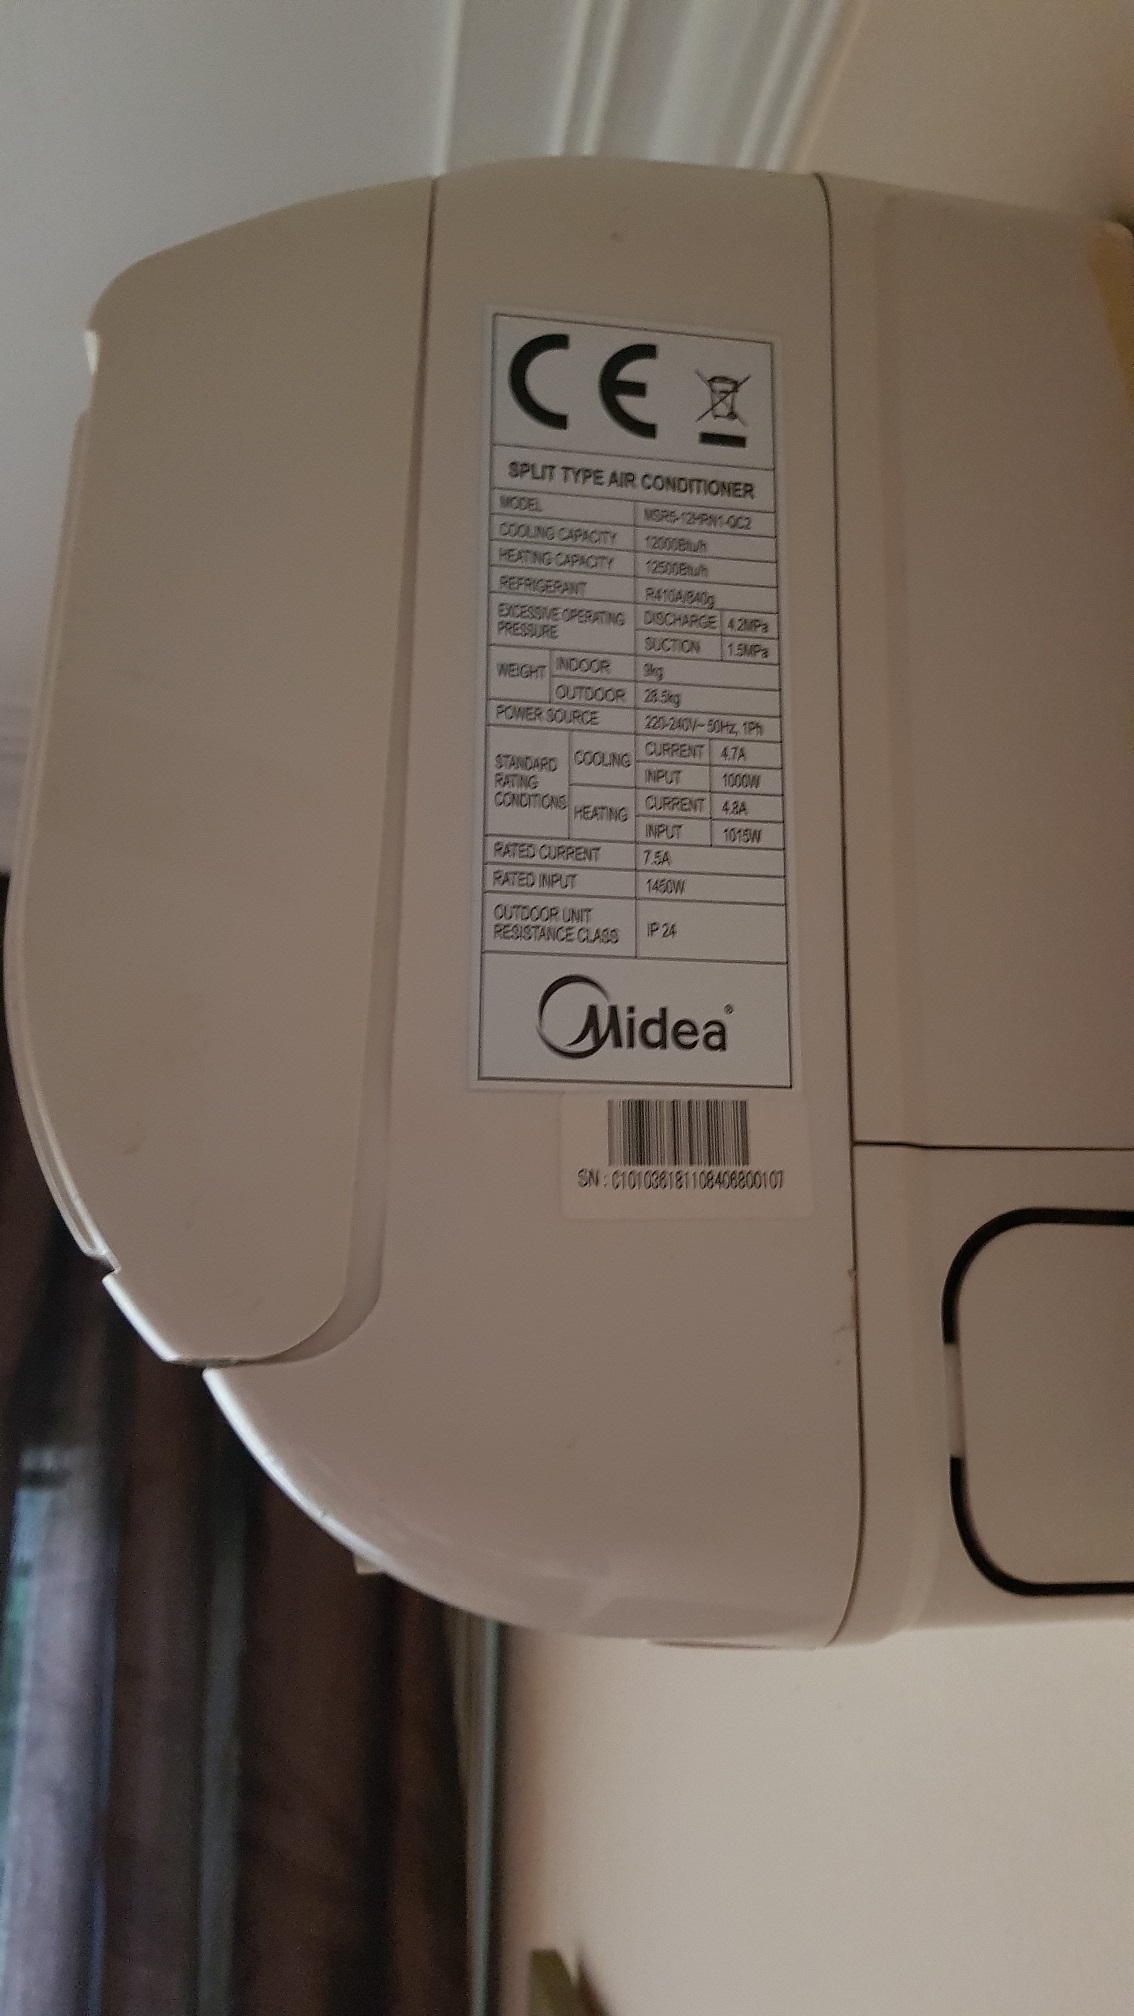 CE
SPLIT TYPE AIR CONDITIONER
MODEL MSR5-12HRN1-QC2
COOLING CAPACITY 12000Btu/h
HEATING CAPACITY 12500Btu/h
REFRIGERANT R410A/840g
EXCESSIVE OPERATING PRESSURE DISCHARGE 4.2MPa
SUCTION 1.5MPa
WEIGHT INDOOR 9kg
OUTDOOR 28.5kg
POWER SOURCE 220-240V~ 50Hz, 1Ph
STANDARD RATING CONDITIONS COOLING CURRENT 4.7A
INPUT 1000W
HEATING CURRENT 4.8A
INPUT 1015W
RATED CURRENT 7.5A
RATED INPUT 1450W
OUTDOOR UNIT RESISTANCE CLASS IP 24
Midea®
SN : C101036181108406800107